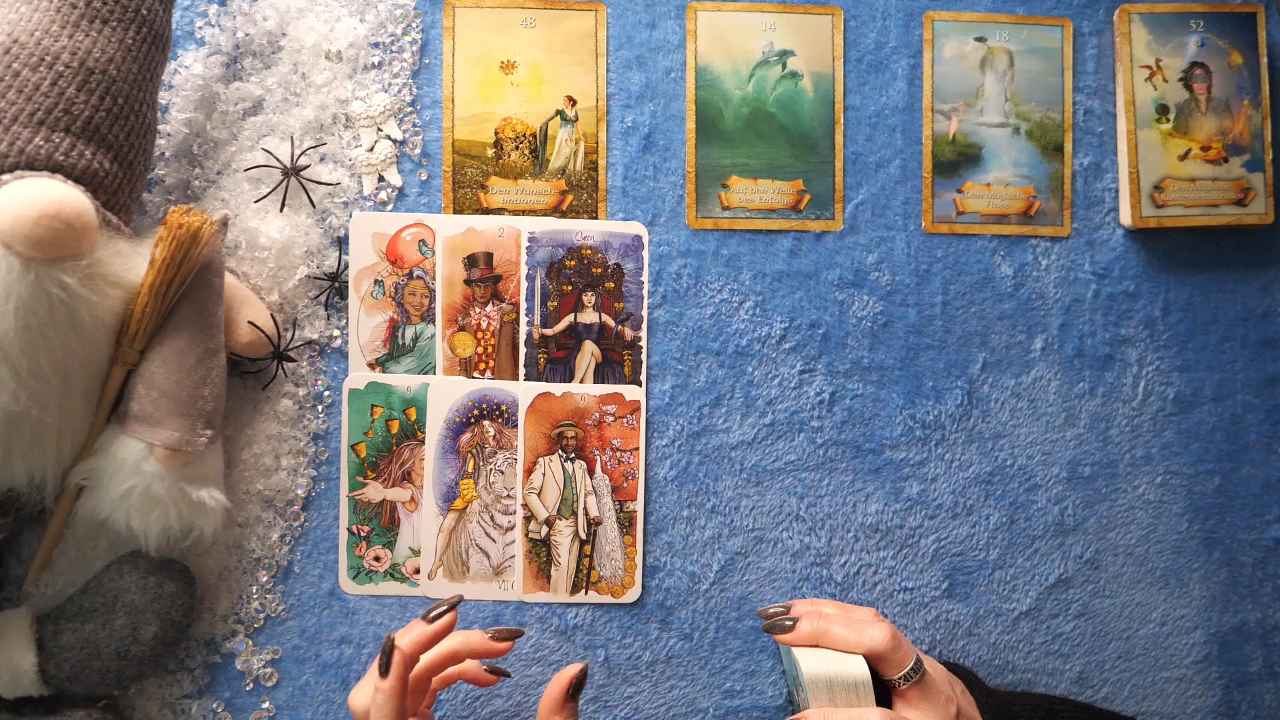 48
Der Wunsch-
brunnen
14
Auf der Welle
des Erfolgs
18
Der Magische
Fluss
52
2
Queen
9
VII
9